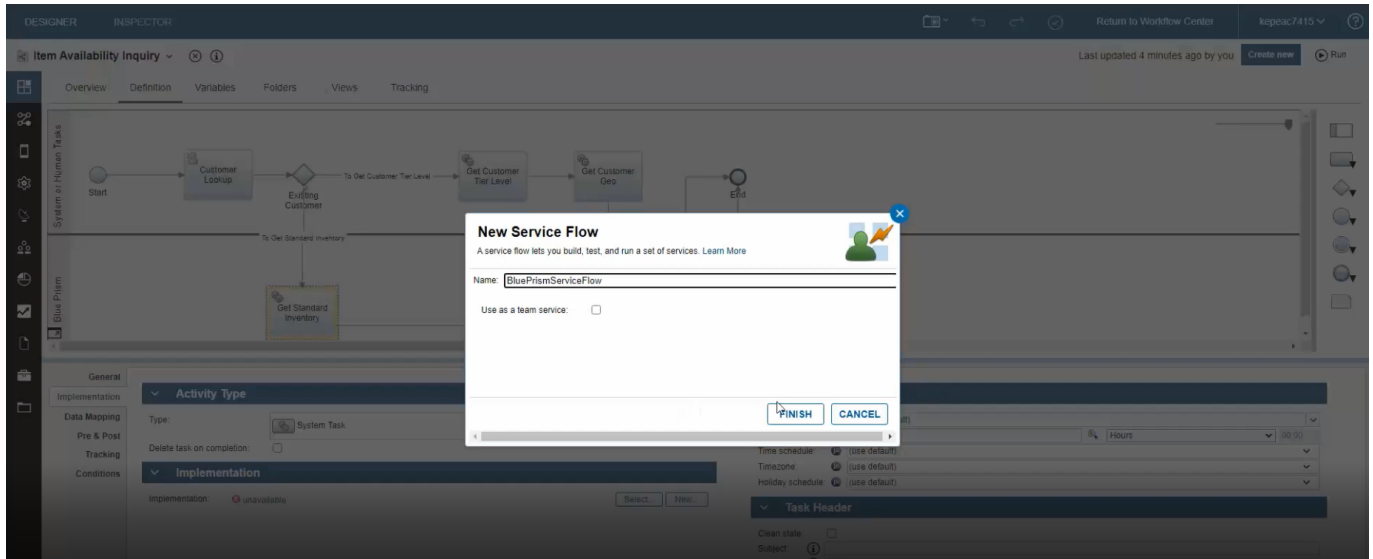 DESIGNER INSPECTOR Return to Workflow Center kepeac7415
Item Availability Inquiry Last updated 4 minutes ago by you Create new Run
Overview Definition Variables Folders Views Tracking
System or Human Tasks
Start
Customer
Lookup
Existing
Customer
To Get Customer Tier Level
Get Customer
Tier Level
Get Customer
Geo
End
To Get Standard Inventory
Blue Prism
Get Standard
Inventory
New Service Flow
A service flow lets you build, test, and run a set of services. Learn More
Name: BluePrismServiceFlow
Use as a team service:
FINISH CANCEL
General
Implementation
Data Mapping
Pre & Post
Tracking
Conditions
Activity Type
Type: System Task
Delete task on completion:
Implementation
Implementation: unavailable Select... New...
Hours 00:00
Time schedule: (use default)
Timezone: (use default)
Holiday schedule: (use default)
Task Header
Clean state:
Subject: